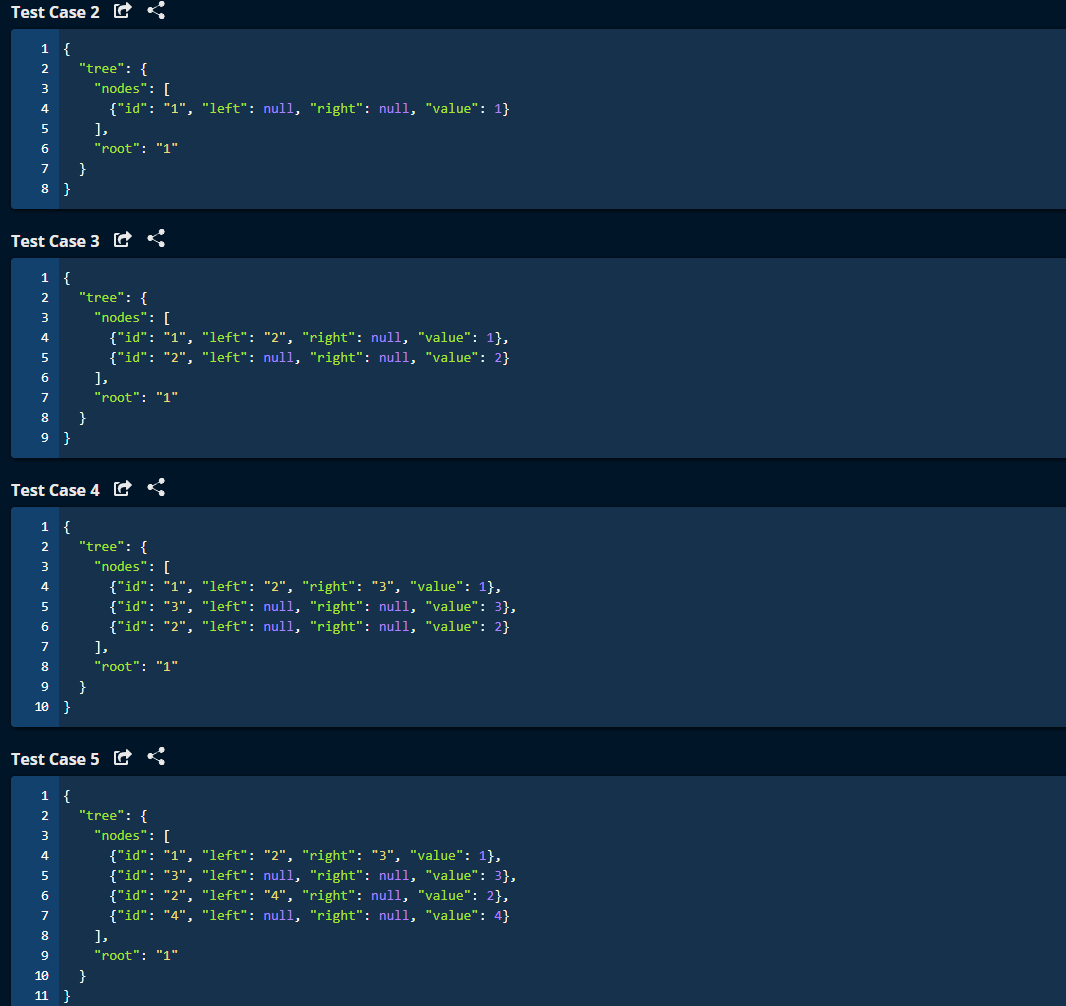 Test Case 2
1 {
2   "tree": {
3     "nodes": [
4       {"id": "1", "left": null, "right": null, "value": 1}
5     ],
6     "root": "1"
7   }
8 }
Test Case 3
1 {
2   "tree": {
3     "nodes": [
4       {"id": "1", "left": "2", "right": null, "value": 1},
5       {"id": "2", "left": null, "right": null, "value": 2}
6     ],
7     "root": "1"
8   }
9 }
Test Case 4
1 {
2   "tree": {
3     "nodes": [
4       {"id": "1", "left": "2", "right": "3", "value": 1},
5       {"id": "3", "left": null, "right": null, "value": 3},
6       {"id": "2", "left": null, "right": null, "value": 2}
7     ],
8     "root": "1"
9   }
10 }
Test Case 5
1 {
2   "tree": {
3     "nodes": [
4       {"id": "1", "left": "2", "right": "3", "value": 1},
5       {"id": "3", "left": null, "right": null, "value": 3},
6       {"id": "2", "left": "4", "right": null, "value": 2},
7       {"id": "4", "left": null, "right": null, "value": 4}
8     ],
9     "root": "1"
10   }
11 }